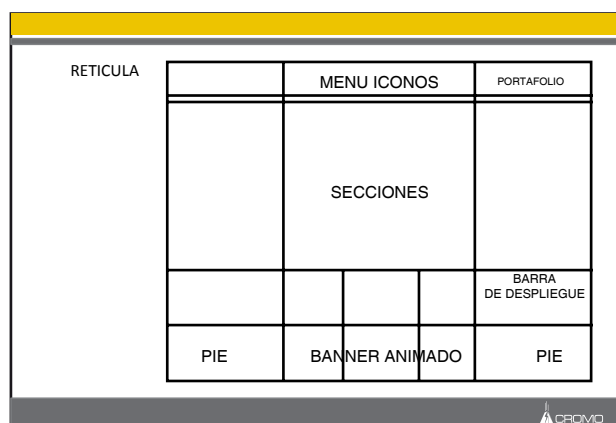 RETICULA
MENU ICONOS
PORTAFOLIO
SECCIONES
BARRA
DE DESPLIEGUE
PIE
BANNER ANIMADO
PIE
CROMO